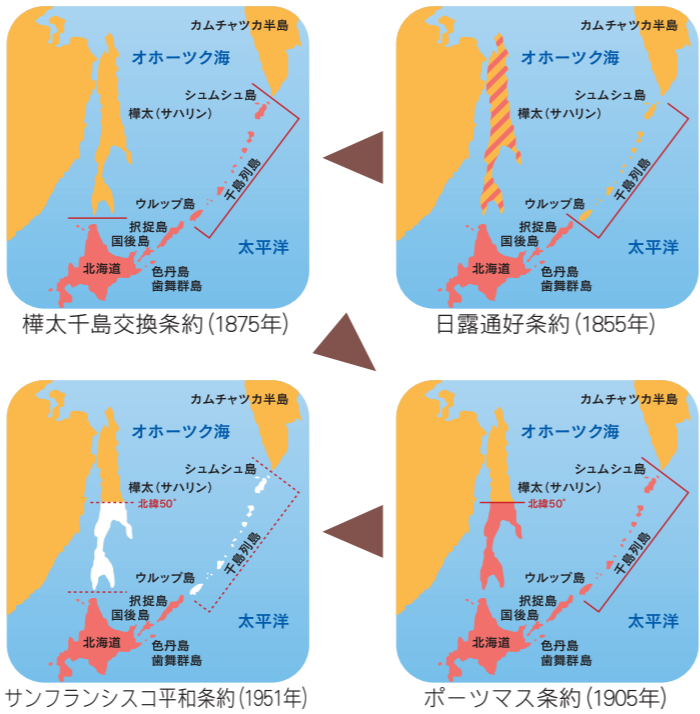 カムチャツカ半島
オホーツク海
シュムシュ島
樺太(サハリン)
千島列島
ウルップ島
択捉島
国後島
太平洋
北海道
色丹島
歯舞群島
樺太千島交換条約(1875年)
カムチャツカ半島
オホーツク海
シュムシュ島
樺太(サハリン)
千島列島
ウルップ島
択捉島
国後島
太平洋
北海道
色丹島
歯舞群島
日露通好条約(1855年)
カムチャツカ半島
オホーツク海
シュムシュ島
樺太(サハリン)
北緯50°
千島列島
ウルップ島
択捉島
国後島
太平洋
北海道
色丹島
歯舞群島
サンフランシスコ平和条約(1951年)
カムチャツカ半島
オホーツク海
シュムシュ島
樺太(サハリン)
北緯50°
千島列島
ウルップ島
択捉島
国後島
太平洋
北海道
色丹島
歯舞群島
ポーツマス条約(1905年)